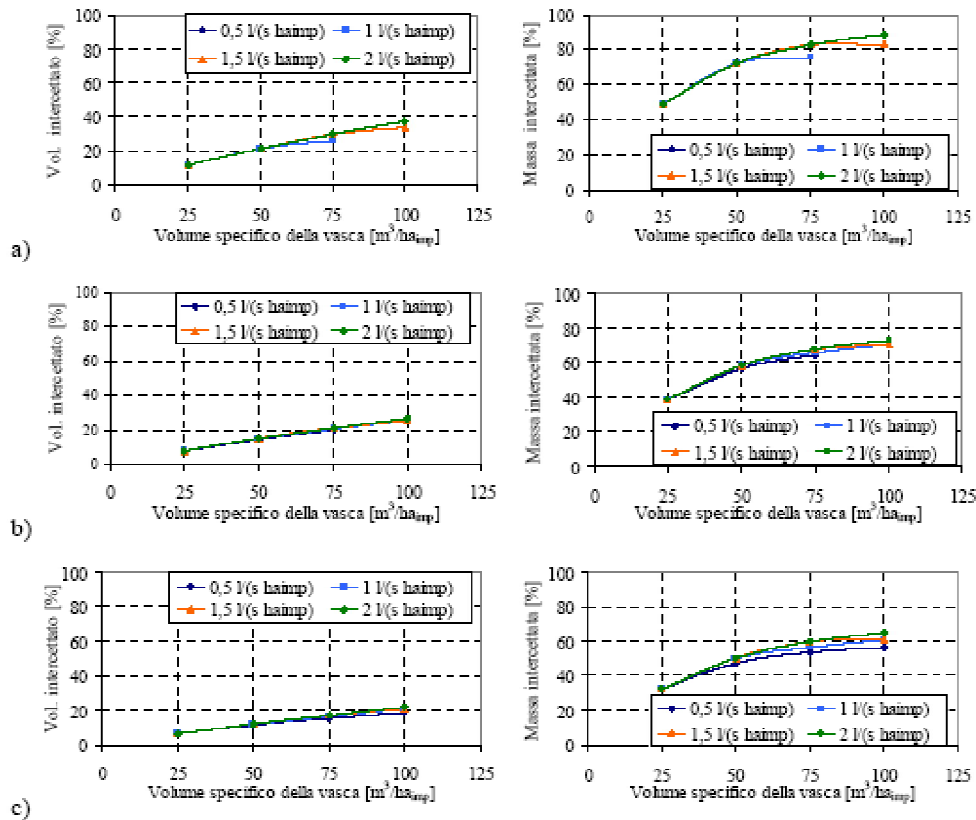 Vol. intercettato [%]
100
80
60
40
20
0
0,5 l/(s haimp) 1 l/(s haimp)
1,5 l/(s haimp) 2 l/(s haimp)
0 25 50 75 100 125
Volume specifico della vasca [m³/haimp]
Massa intercettata [%]
100
80
60
40
20
0
0,5 l/(s haimp) 1 l/(s haimp)
1,5 l/(s haimp) 2 l/(s haimp)
0 25 50 75 100 125
Volume specifico della vasca [m³/haimp]
a)
Vol. intercettato [%]
100
80
60
40
20
0
0,5 l/(s haimp) 1 l/(s haimp)
1,5 l/(s haimp) 2 l/(s haimp)
0 25 50 75 100 125
Volume specifico della vasca [m³/haimp]
Massa intercettata [%]
100
80
60
40
20
0
0,5 l/(s haimp) 1 l/(s haimp)
1,5 l/(s haimp) 2 l/(s haimp)
0 25 50 75 100 125
Volume specifico della vasca [m³/haimp]
b)
Vol. intercettato [%]
100
80
60
40
20
0
0,5 l/(s haimp) 1 l/(s haimp)
1,5 l/(s haimp) 2 l/(s haimp)
0 25 50 75 100 125
Volume specifico della vasca [m³/haimp]
Massa intercettata [%]
100
80
60
40
20
0
0,5 l/(s haimp) 1 l/(s haimp)
1,5 l/(s haimp) 2 l/(s haimp)
0 25 50 75 100 125
Volume specifico della vasca [m³/haimp]
c)